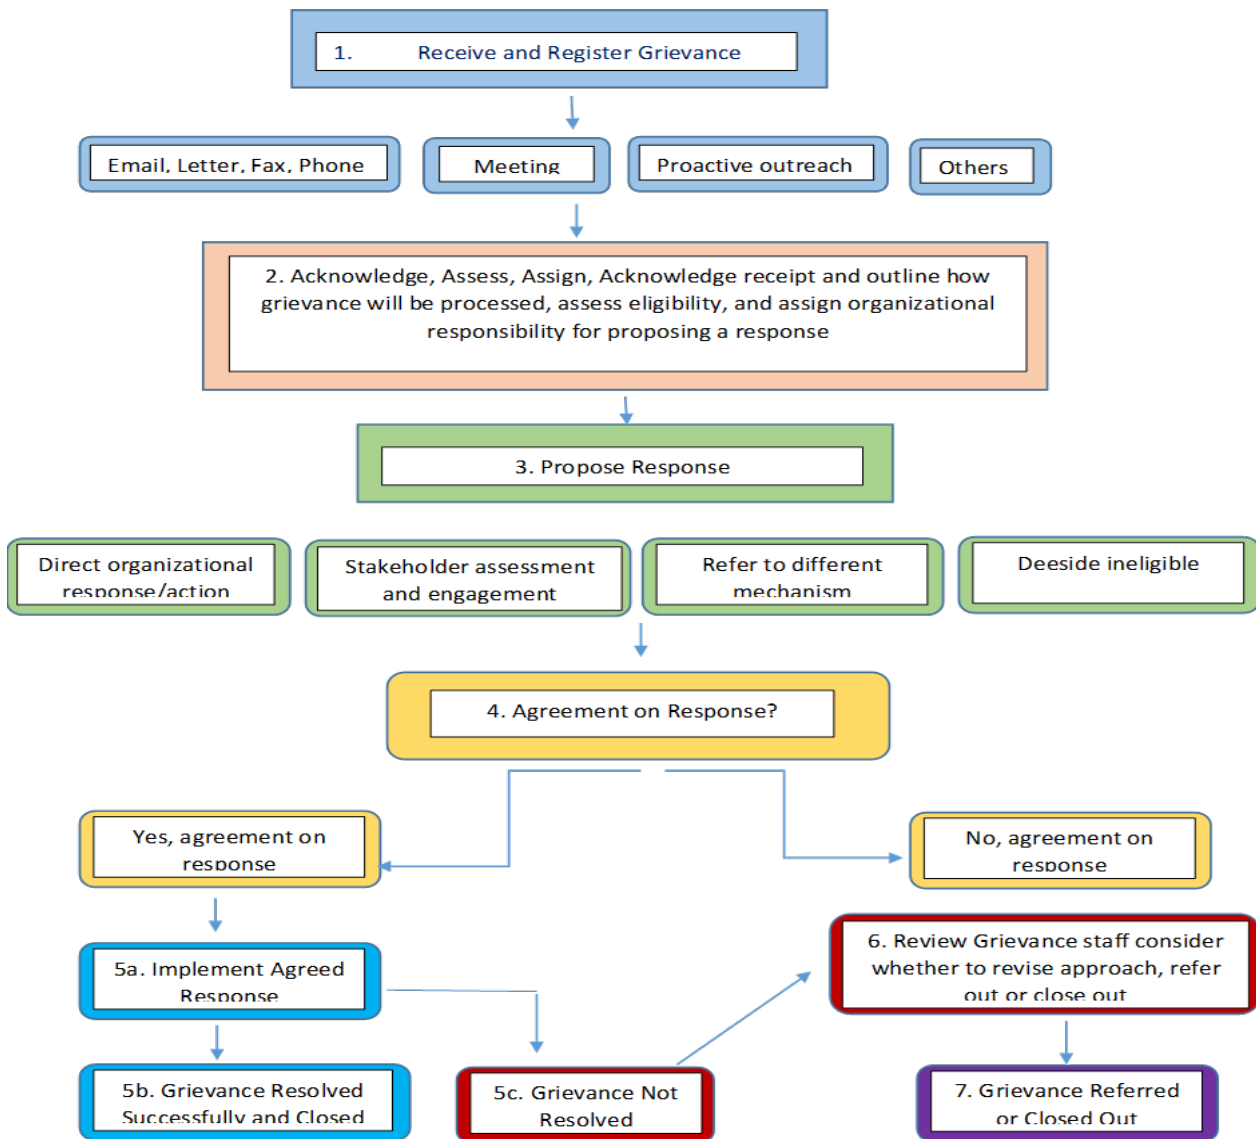 1. Receive and Register Grievance
Email, Letter, Fax, Phone
Meeting
Proactive outreach
Others
2. Acknowledge, Assess, Assign, Acknowledge receipt and outline how
grievance will be processed, assess eligibility, and assign organizational
responsibility for proposing a response
3. Propose Response
Direct organizational
response/action
Stakeholder assessment
and engagement
Refer to different
mechanism
Deeside ineligible
4. Agreement on Response?
Yes, agreement on
response
No, agreement on
response
5a. Implement Agreed
Response
6. Review Grievance staff consider
whether to revise approach, refer
out or close out
5b. Grievance Resolved
Successfully and Closed
5c. Grievance Not
Resolved
7. Grievance Referred
or Closed Out